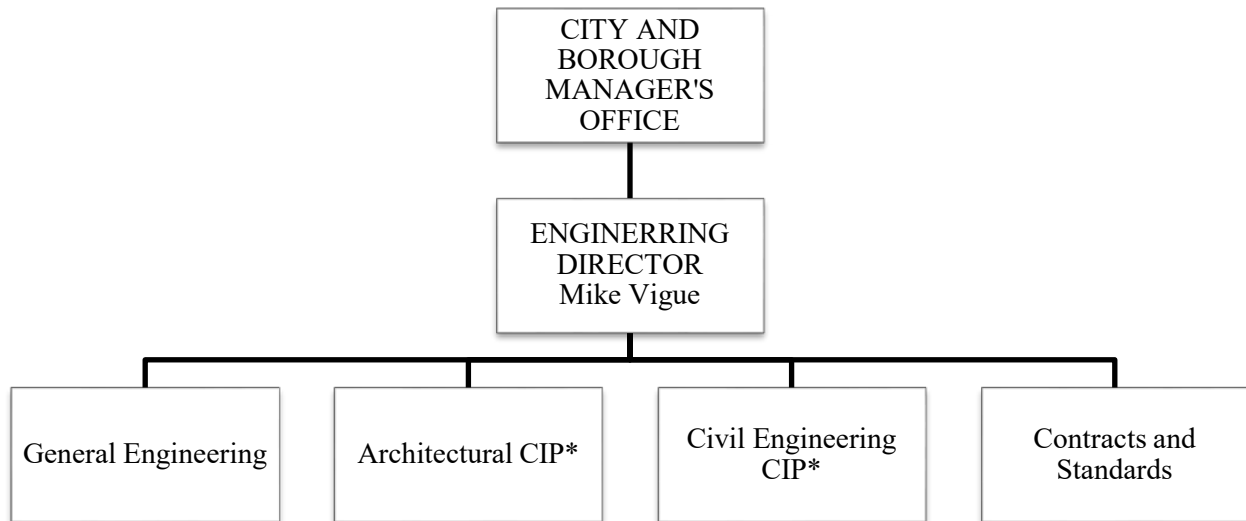 CITY AND
BOROUGH
MANAGER'S
OFFICE
ENGINERRING
DIRECTOR
Mike Vigue
General Engineering
Architectural CIP*
Civil Engineering
CIP*
Contracts and
Standards